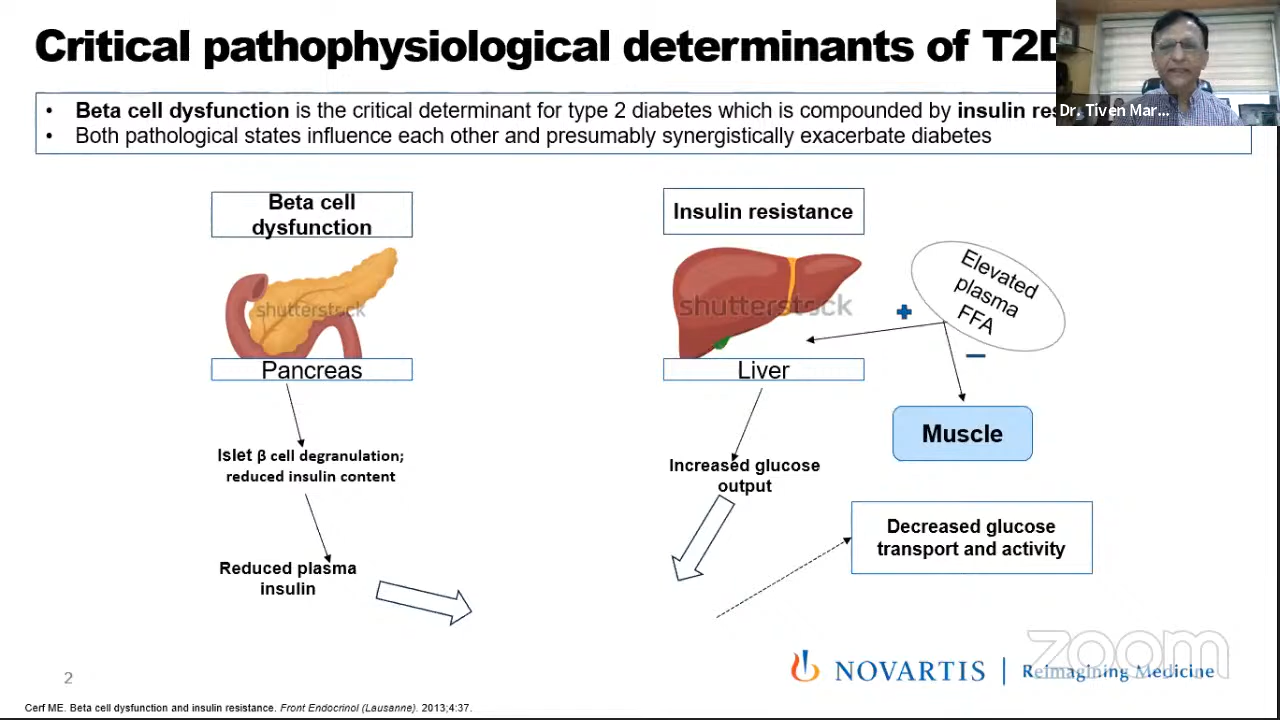 Critical pathophysiological determinants of T2D
Dr. Tiven Mar...
• Beta cell dysfunction is the critical determinant for type 2 diabetes which is compounded by insulin
• Both pathological states influence each other and presumably synergistically exacerbate diabetes
Beta cell
dysfunction
shutterstock
Pancreas
Islet β cell degranulation;
reduced insulin content
Reduced plasma
insulin
Insulin resistance
shutterstock
Liver
Increased glucose
output
Elevated
plasma
FFA
+
−
Muscle
Decreased glucose
transport and activity
zoom
NOVARTIS | Reimagining Medicine
2
Cerf ME. Beta cell dysfunction and insulin resistance. Front Endocrinol (Lausanne). 2013;4:37.